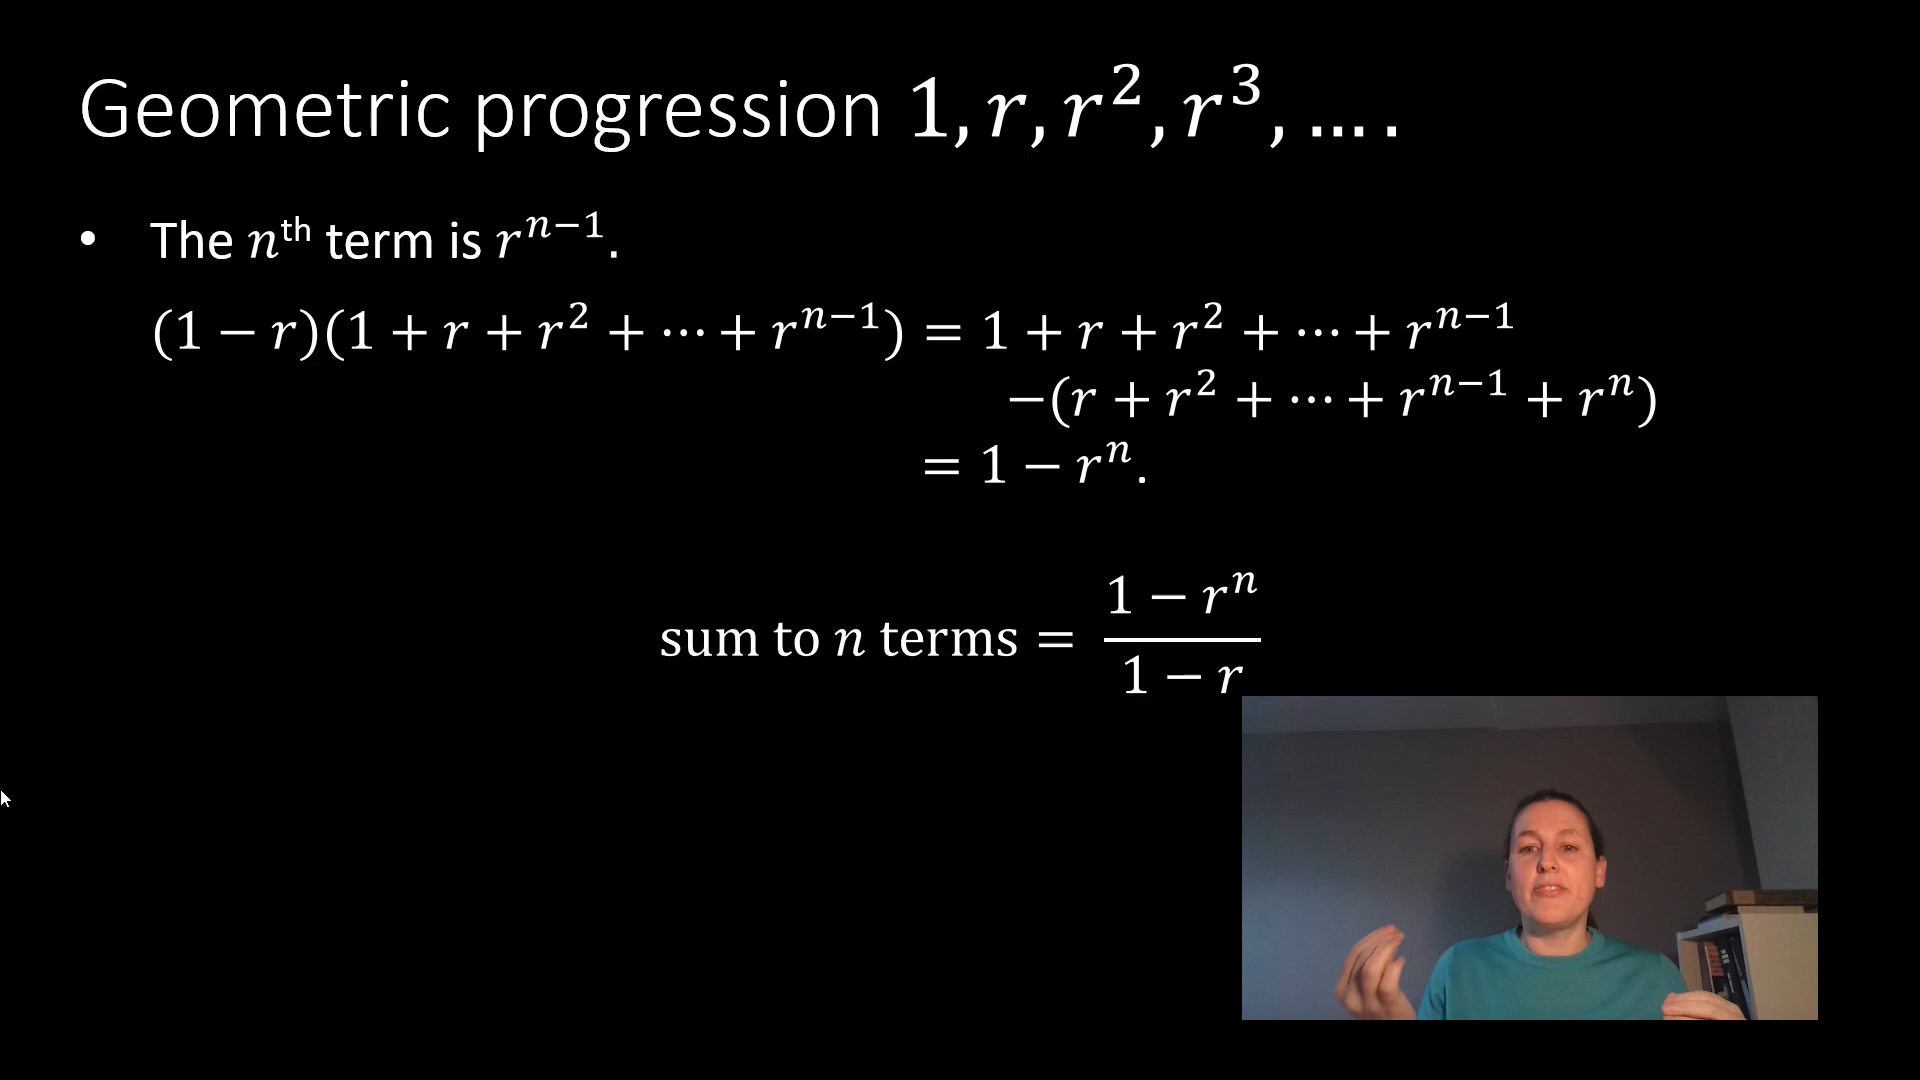 Geometric progression 1, r, r², r³, … .
• The nᵗʰ term is rⁿ⁻¹.
(1 − r)(1 + r + r² + ⋯ + rⁿ⁻¹) = 1 + r + r² + ⋯ + rⁿ⁻¹
−(r + r² + ⋯ + rⁿ⁻¹ + rⁿ)
= 1 − rⁿ.
1 − rⁿ
sum to n terms =
1 − r